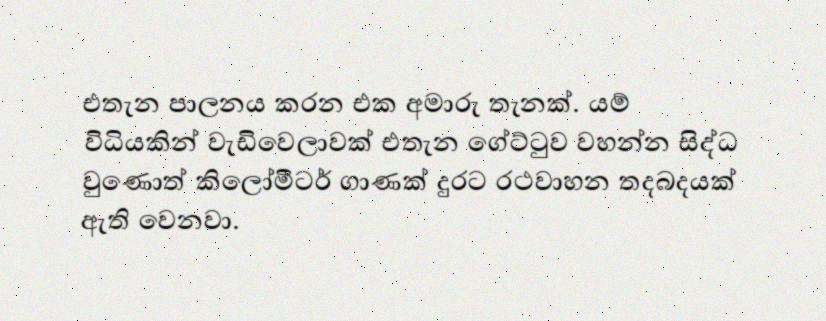 එතැන පාලනය කරන එක අමාරු තැනක්. යම්
විධියකින් වැඩිවෙලාවක් එතැන ගේට්ටුව වහන්න සිද්ධ
වුණොත් කිලෝමීටර් ගාණක් දුරට රථවාහන තදබදයක්
ඇති වෙනවා.